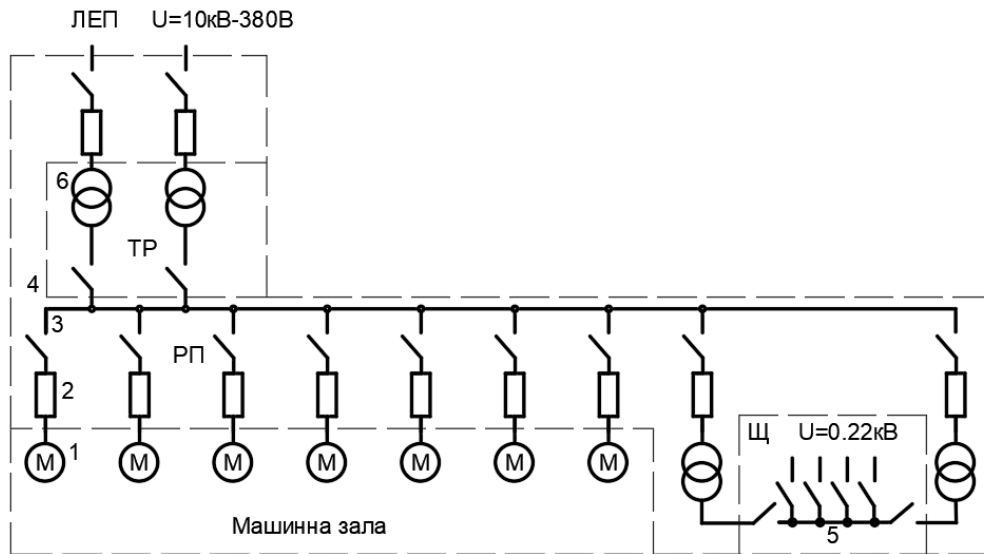 ЛЕП U=10кВ-380В
6
ТР
4
3
РП
2
Щ U=0.22кВ
М 1 М М М М М М
5
Машинна зала